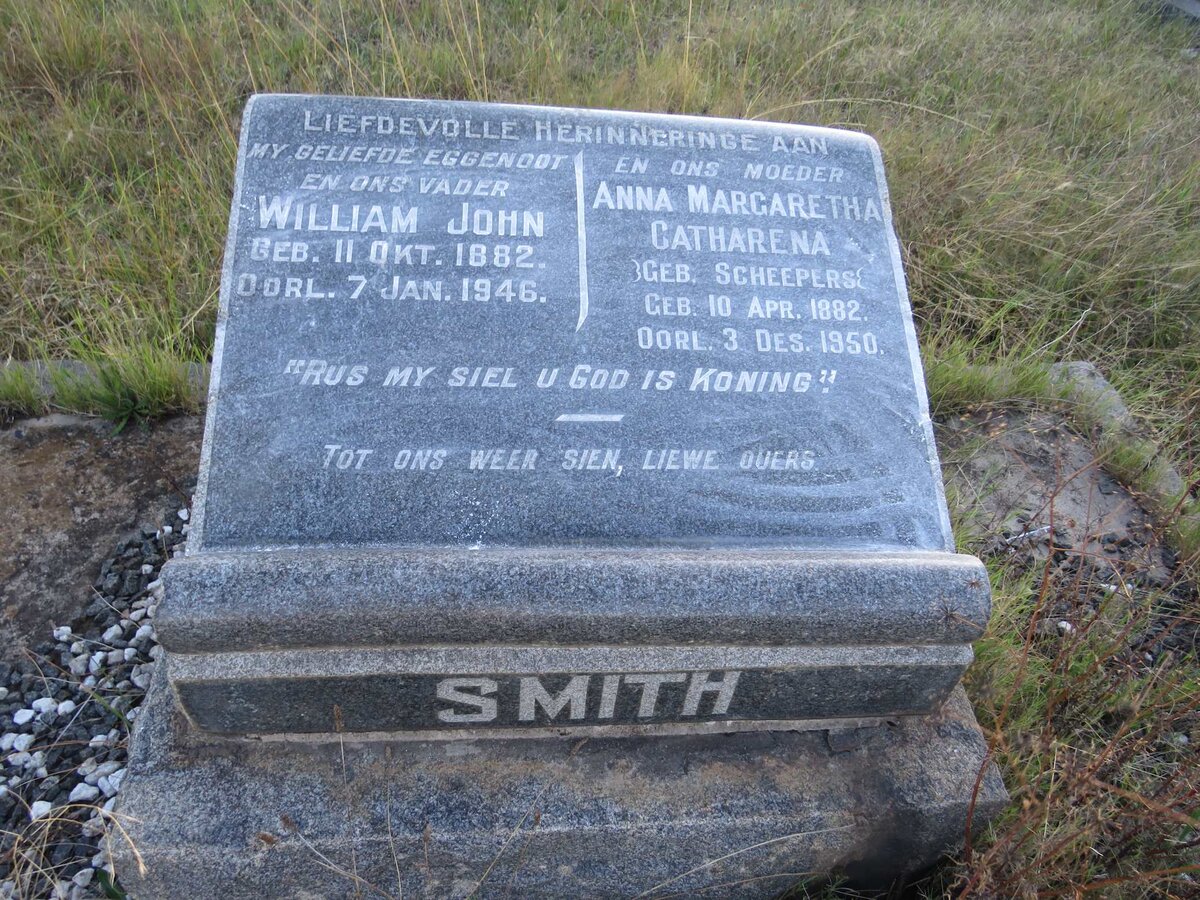 LIEFDEVOLLE HERINNERINGE AAN
MY GELIEFDE EGGENOOT
EN ONS VADER
WILLIAM JOHN
GEB. 11 OKT. 1882.
OORL. 7 JAN. 1946.
EN ONS MOEDER
ANNA MARGARETHA
CATHARENA
}GEB. SCHEEPERS{
GEB. 10 APR. 1882.
OORL. 3 DES. 1950.
"RUS MY SIEL U GOD IS KONING"
TOT ONS WEER SIEN, LIEWE OUERS
SMITH